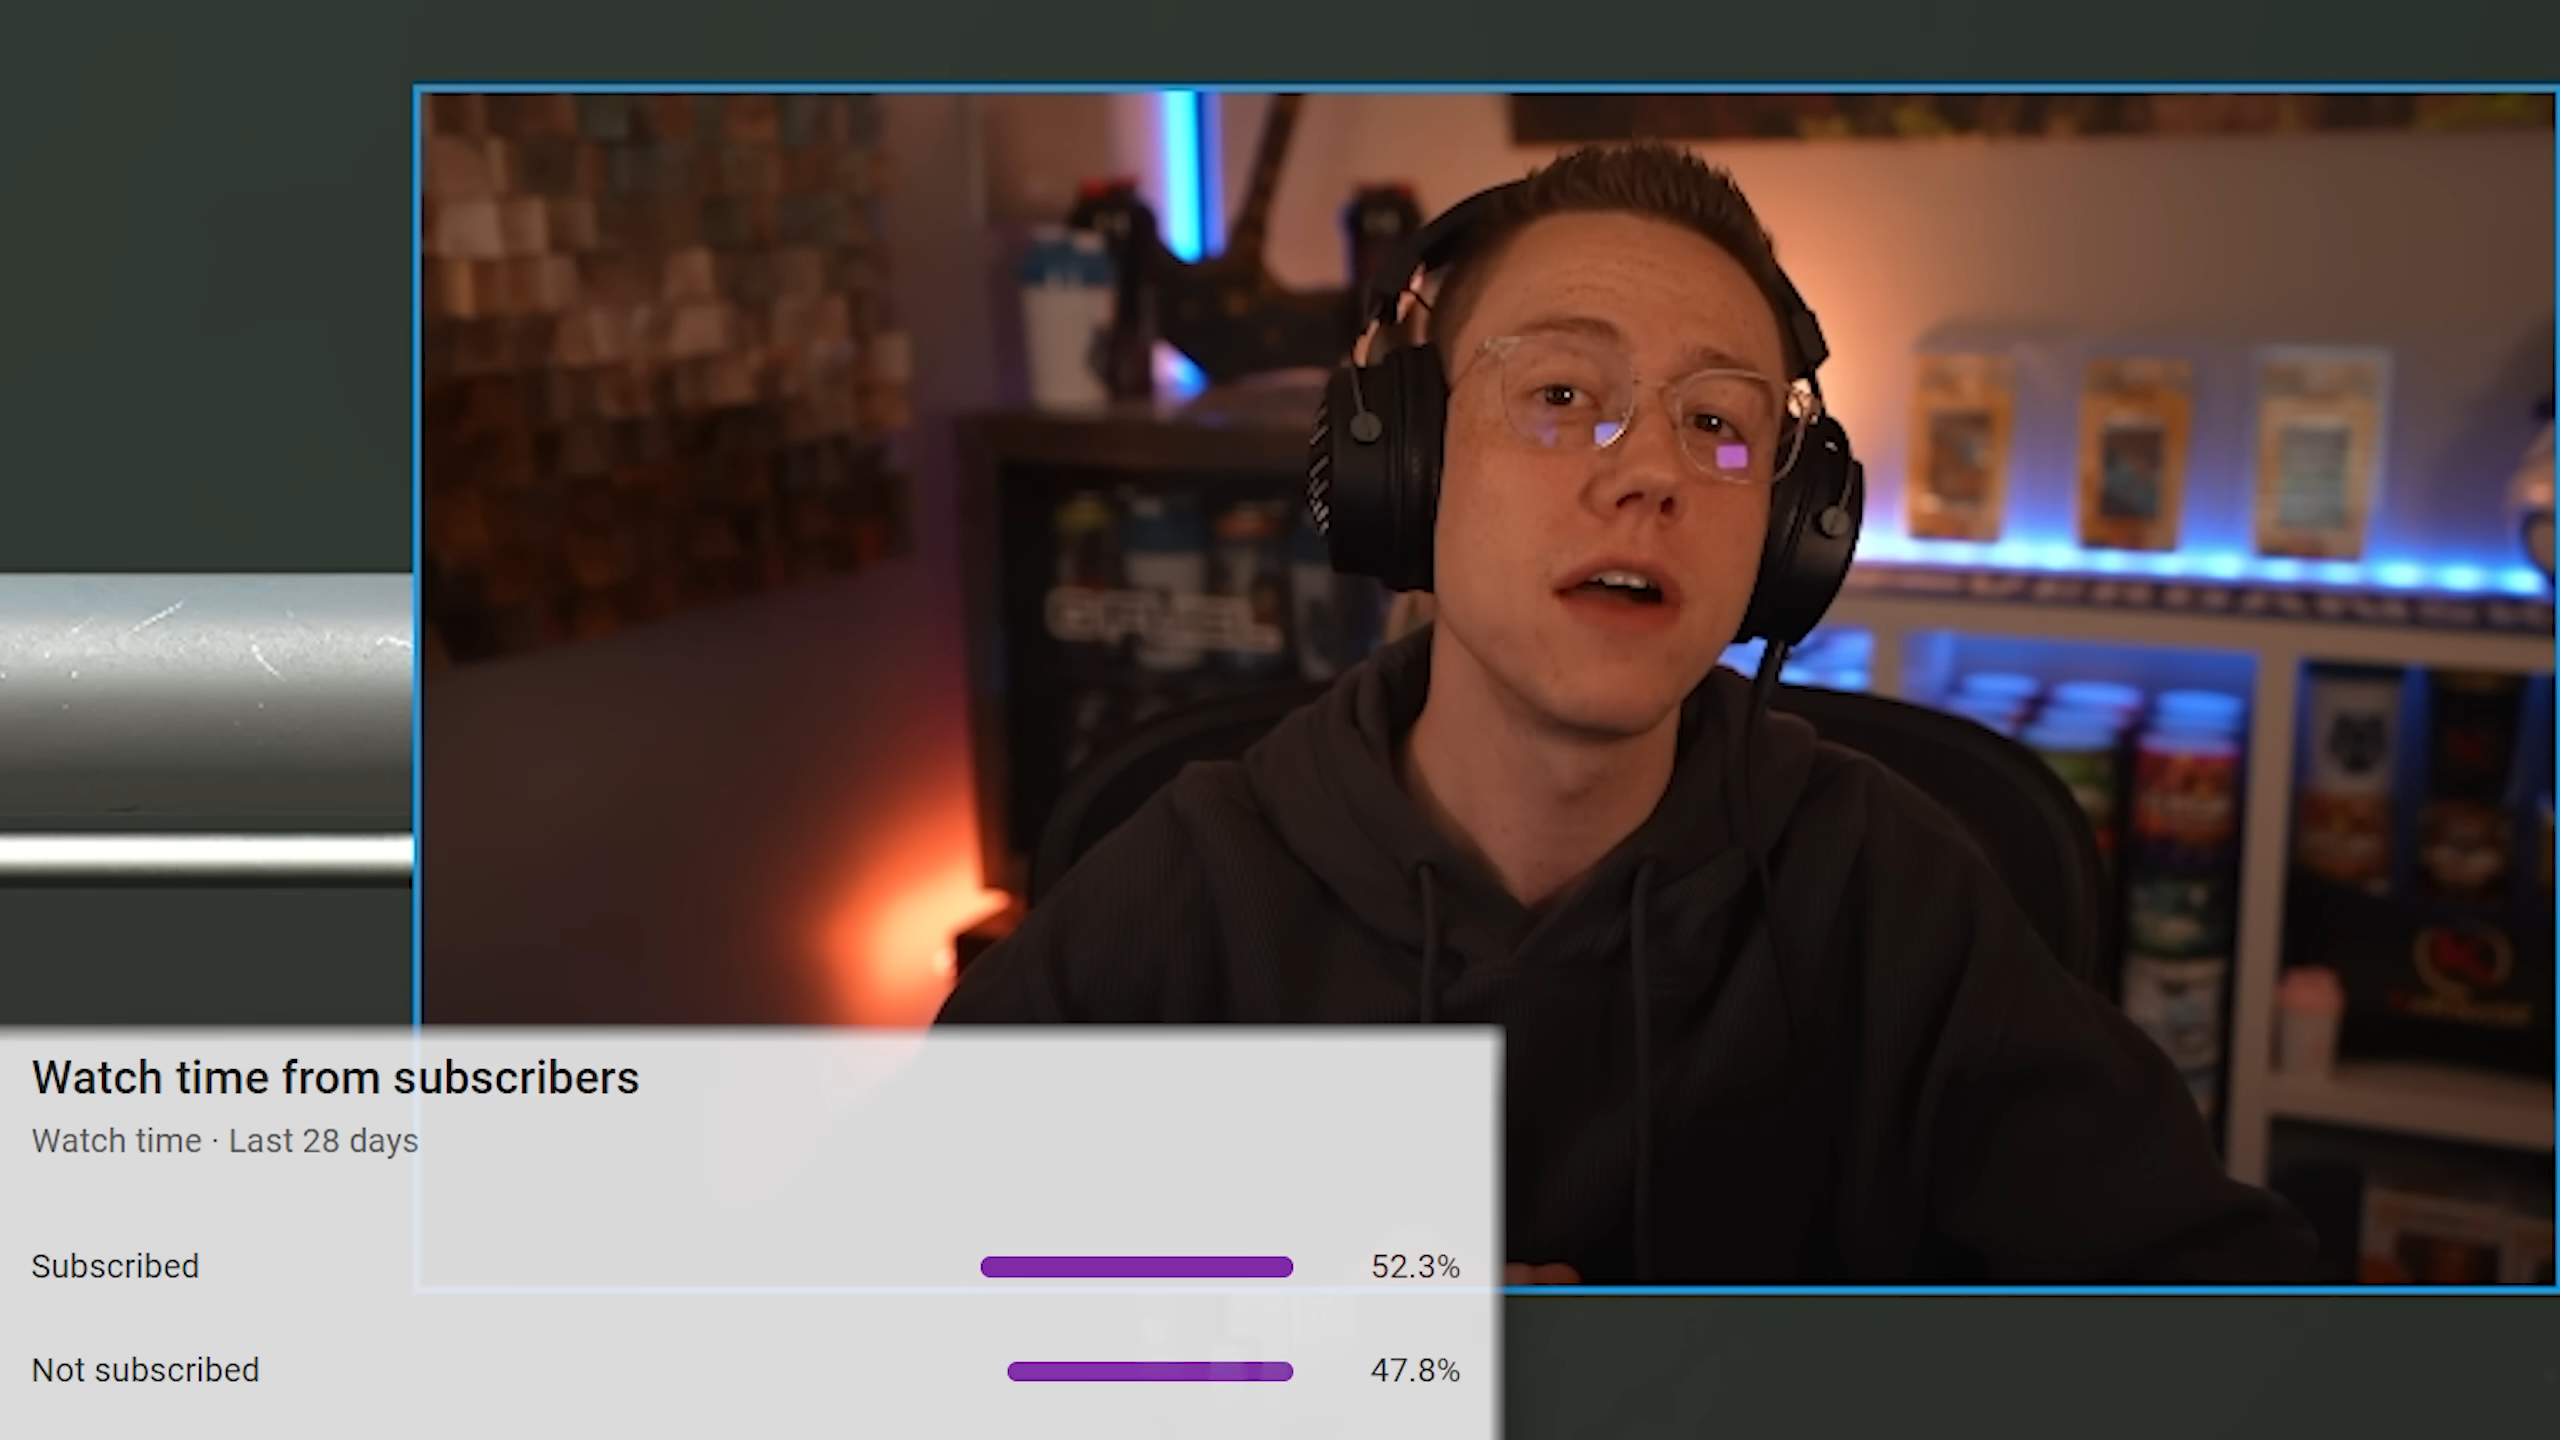 Watch time from subscribers
Watch time · Last 28 days
Subscribed 52.3%
Not subscribed 47.8%